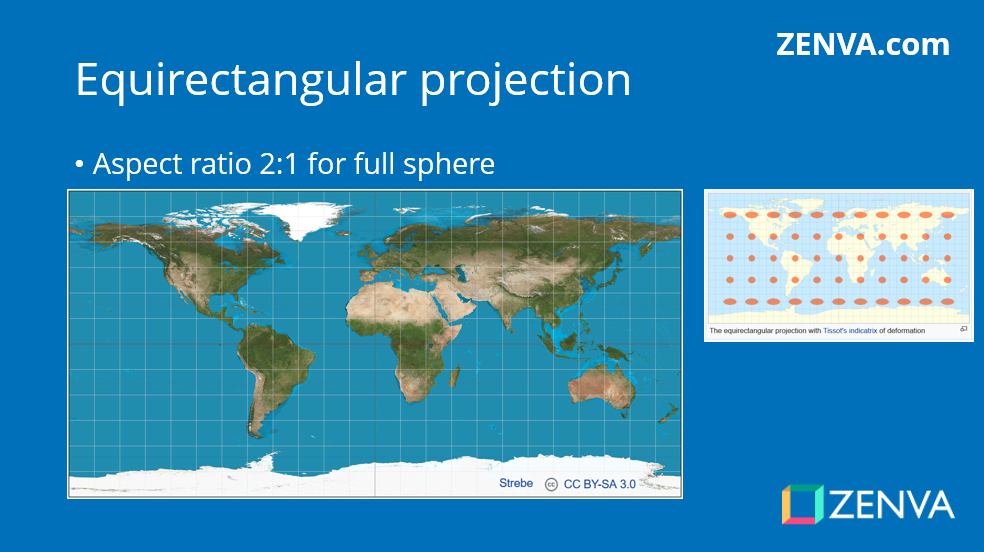 ZENVA.com
Equirectangular projection
• Aspect ratio 2:1 for full sphere
The equirectangular projection with Tissot's indicatrix of deformation
Strebe cc CC BY-SA 3.0
ZENVA